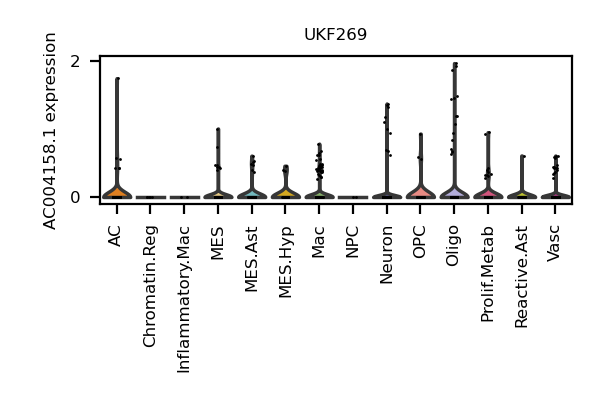 UKF269
AC004158.1 expression
2
0
AC
Chromatin.Reg
Inflammatory.Mac
MES
MES.Ast
MES.Hyp
Mac
NPC
Neuron
OPC
Oligo
Prolif.Metab
Reactive.Ast
Vasc